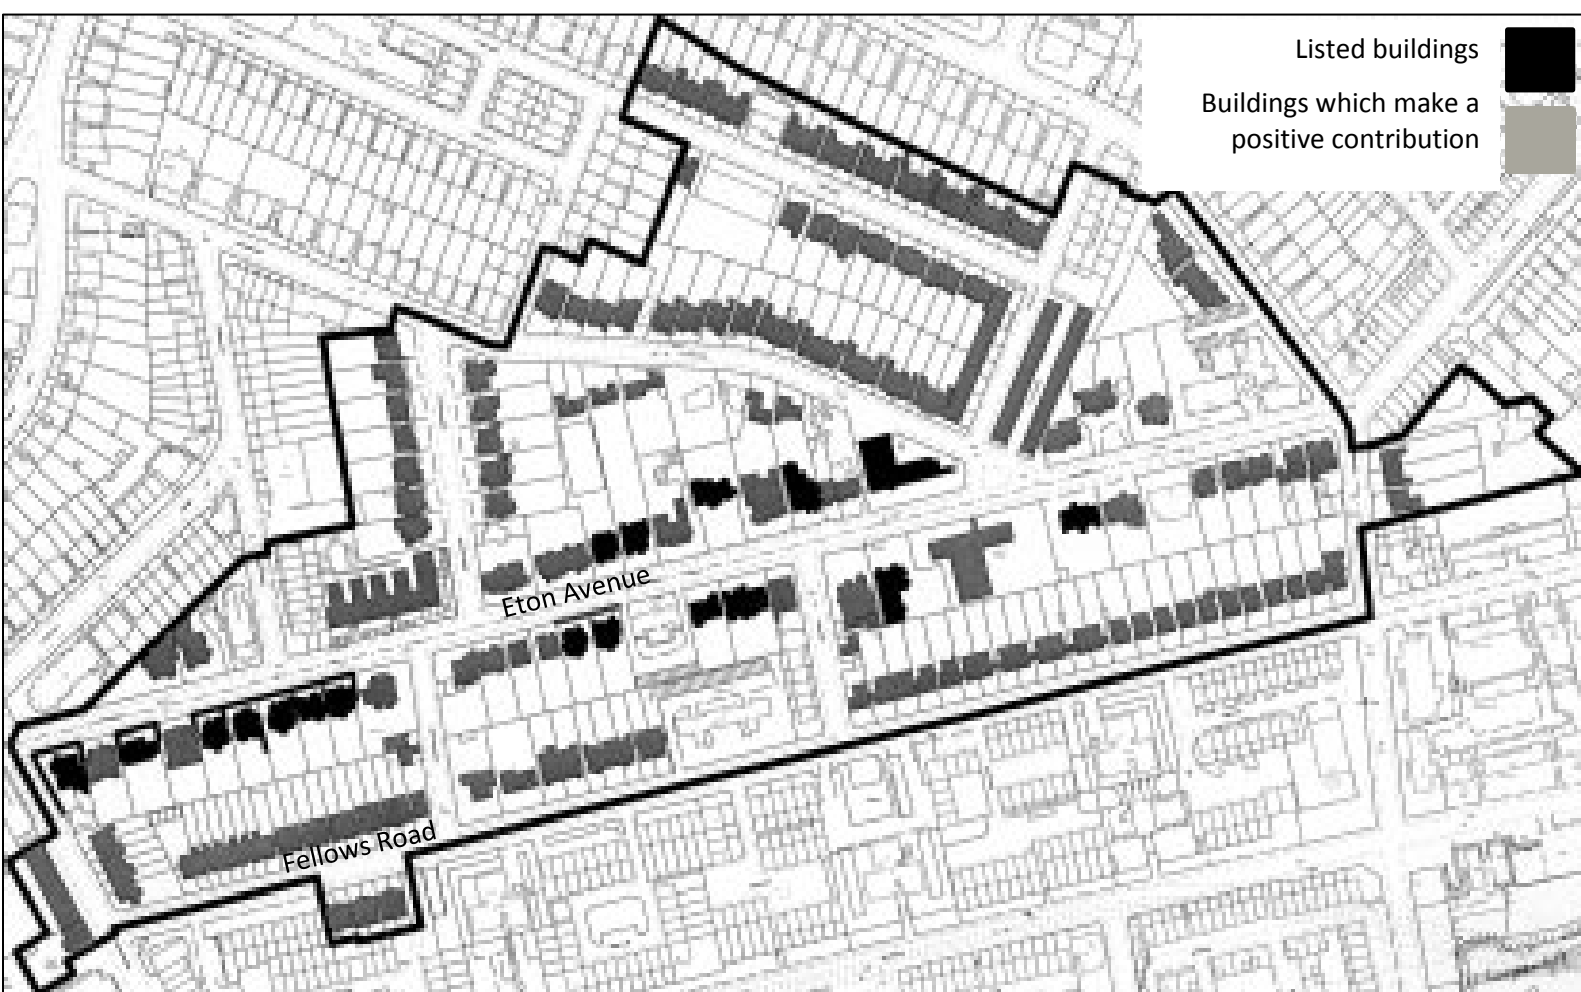 Listed buildings
Buildings which make a
positive contribution
Eton Avenue
Fellows Road